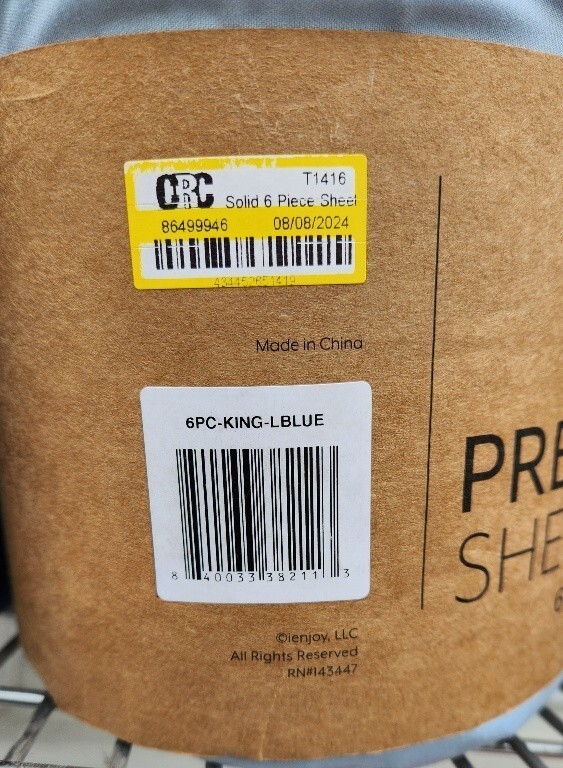 CRC T1416
Solid 6 Piece Sheet
86499946 08/08/2024
Made in China
6PC-KING-LBLUE
8 40033 38211 3
©ienjoy, LLC
All Rights Reserved
RN#143447
PRE
SHE
6